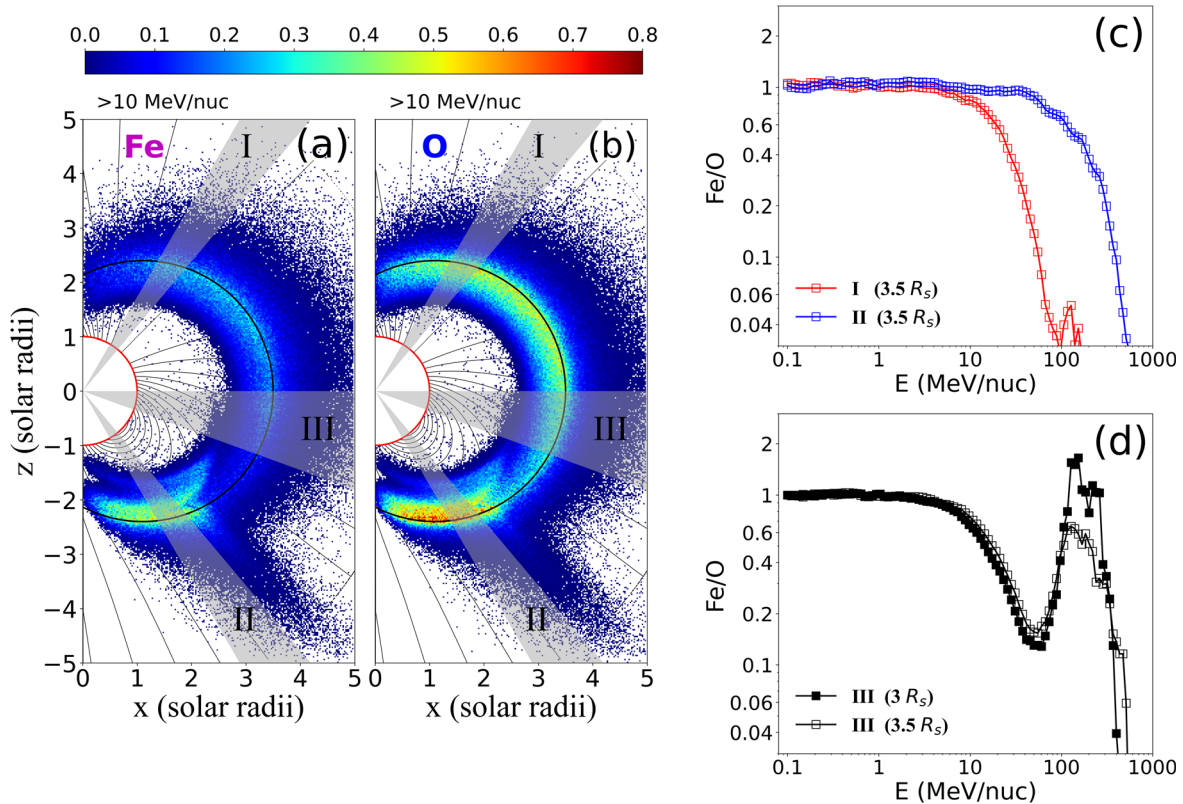 0.0 0.1 0.2 0.3 0.4 0.5 0.6 0.7 0.8
>10 MeV/nuc
>10 MeV/nuc
Fe
I
(a)
O
I
(b)
III
III
II
II
5
4
3
2
1
0
−1
−2
−3
−4
−5
z (solar radii)
0 1 2 3 4 5
0 1 2 3 4 5
x (solar radii)
x (solar radii)
(c)
2
1
0.6
0.4
0.2
0.1
0.06
0.04
Fe/O
I (3.5 Rs)
II (3.5 Rs)
0.1 1 10 100 1000
E (MeV/nuc)
(d)
2
1
0.6
0.4
0.2
0.1
0.04
Fe/O
III (3 Rs)
III (3.5 Rs)
0.1 1 10 100 1000
E (MeV/nuc)